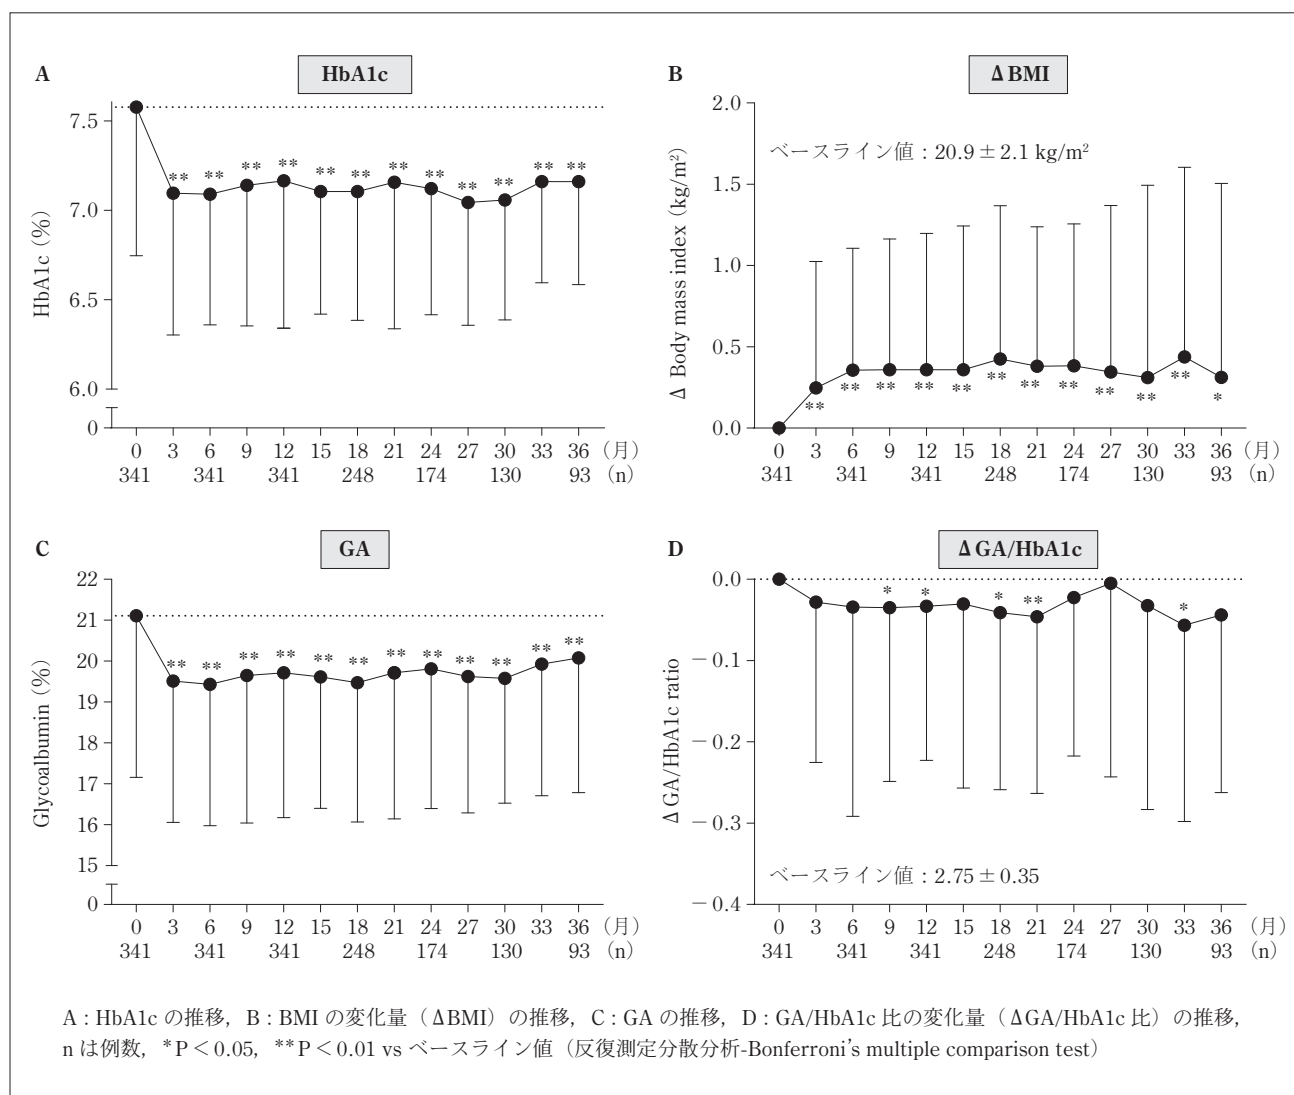 A
HbA1c
HbA1c（%）
7.5
7.0
6.5
6.0
0
** ** ** ** ** ** ** ** ** ** ** **
0 3 6 9 12 15 18 21 24 27 30 33 36 （月）
341 341 341 248 174 130 93 （n）
B
Δ BMI
Δ Body mass index（kg/m²）
2.0
1.5
1.0
0.5
0.0
ベースライン値：20.9±2.1 kg/m²
** ** ** ** ** ** ** ** ** ** ** *
0 3 6 9 12 15 18 21 24 27 30 33 36 （月）
341 341 341 248 174 130 93 （n）
C
GA
Glycoalbumin（%）
22
21
20
19
18
17
16
15
0
** ** ** ** ** ** ** ** ** ** ** **
0 3 6 9 12 15 18 21 24 27 30 33 36 （月）
341 341 341 248 174 130 93 （n）
D
Δ GA/HbA1c
Δ GA/HbA1c ratio
0.0
−0.1
−0.2
−0.3
−0.4
* * * ** *
ベースライン値：2.75±0.35
0 3 6 9 12 15 18 21 24 27 30 33 36 （月）
341 341 341 248 174 130 93 （n）
A：HbA1c の推移，B：BMI の変化量（ΔBMI）の推移，C：GA の推移，D：GA/HbA1c 比の変化量（ΔGA/HbA1c 比）の推移，
n は例数，*P＜0.05，**P＜0.01 vs ベースライン値（反復測定分散分析-Bonferroni's multiple comparison test）